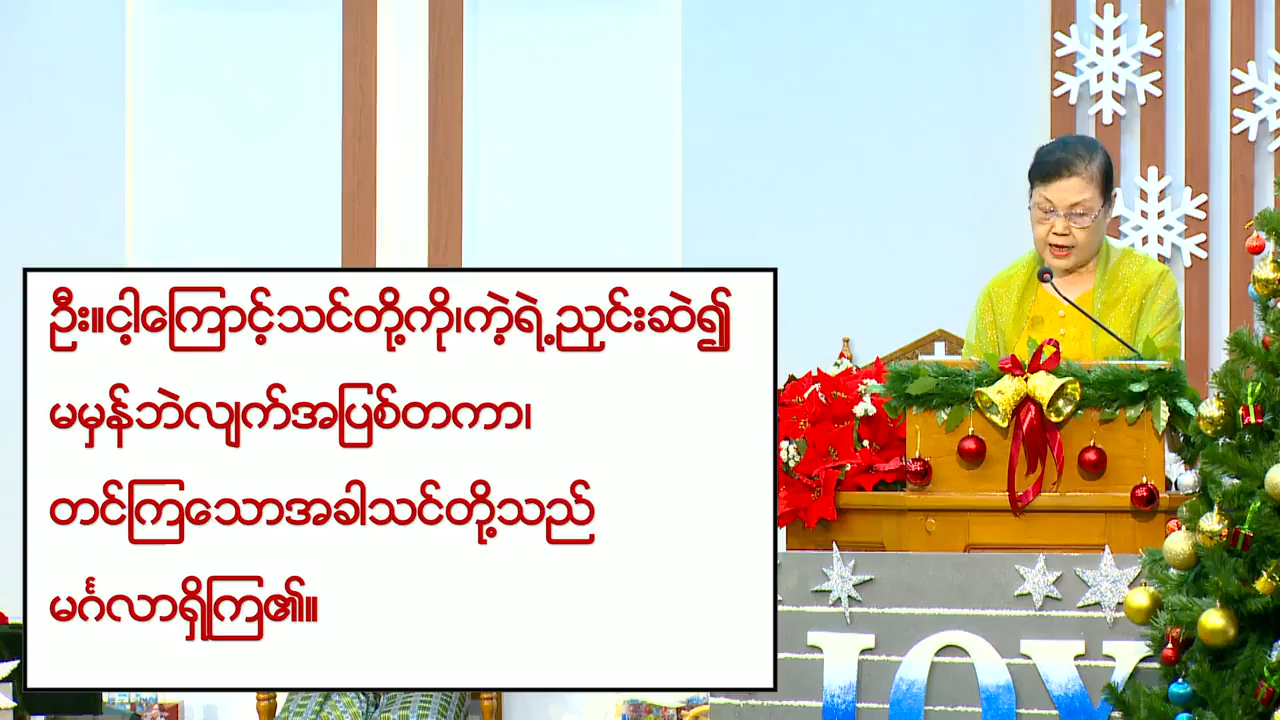 ဦး။ငါ့ကြောင့်သင်တို့ကို၊ကဲ့ရဲ့ညှင်းဆဲ၍
မမှန်ဘဲလျက်အပြစ်တကာ၊
တင်ကြသောအခါသင်တို့သည်
မင်္ဂလာရှိကြ၏။
JOY